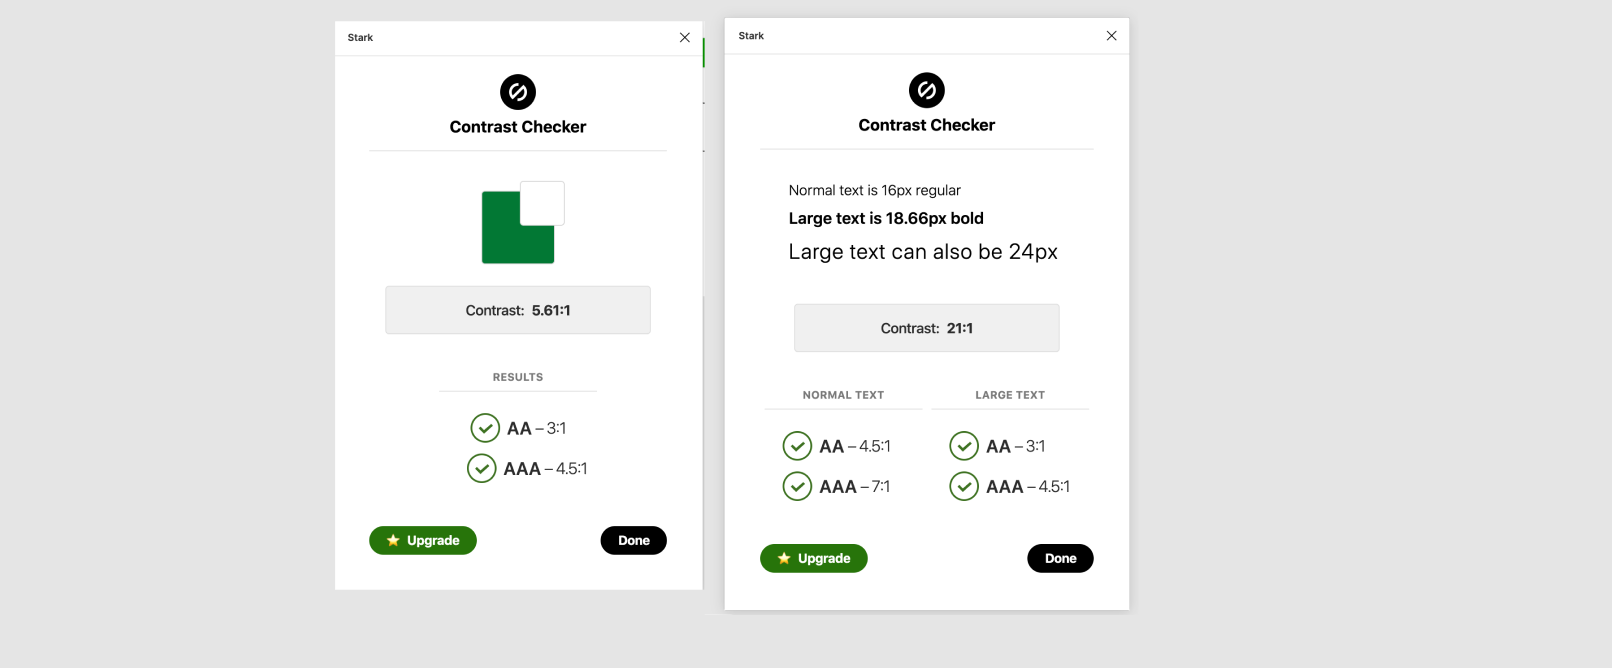 Stark
Contrast Checker
Contrast: 5.61:1
RESULTS
AA – 3:1
AAA – 4.5:1
Upgrade
Done
Stark
Contrast Checker
Normal text is 16px regular
Large text is 18.66px bold
Large text can also be 24px
Contrast: 21:1
NORMAL TEXT
AA – 4.5:1
AAA – 7:1
LARGE TEXT
AA – 3:1
AAA – 4.5:1
Upgrade
Done